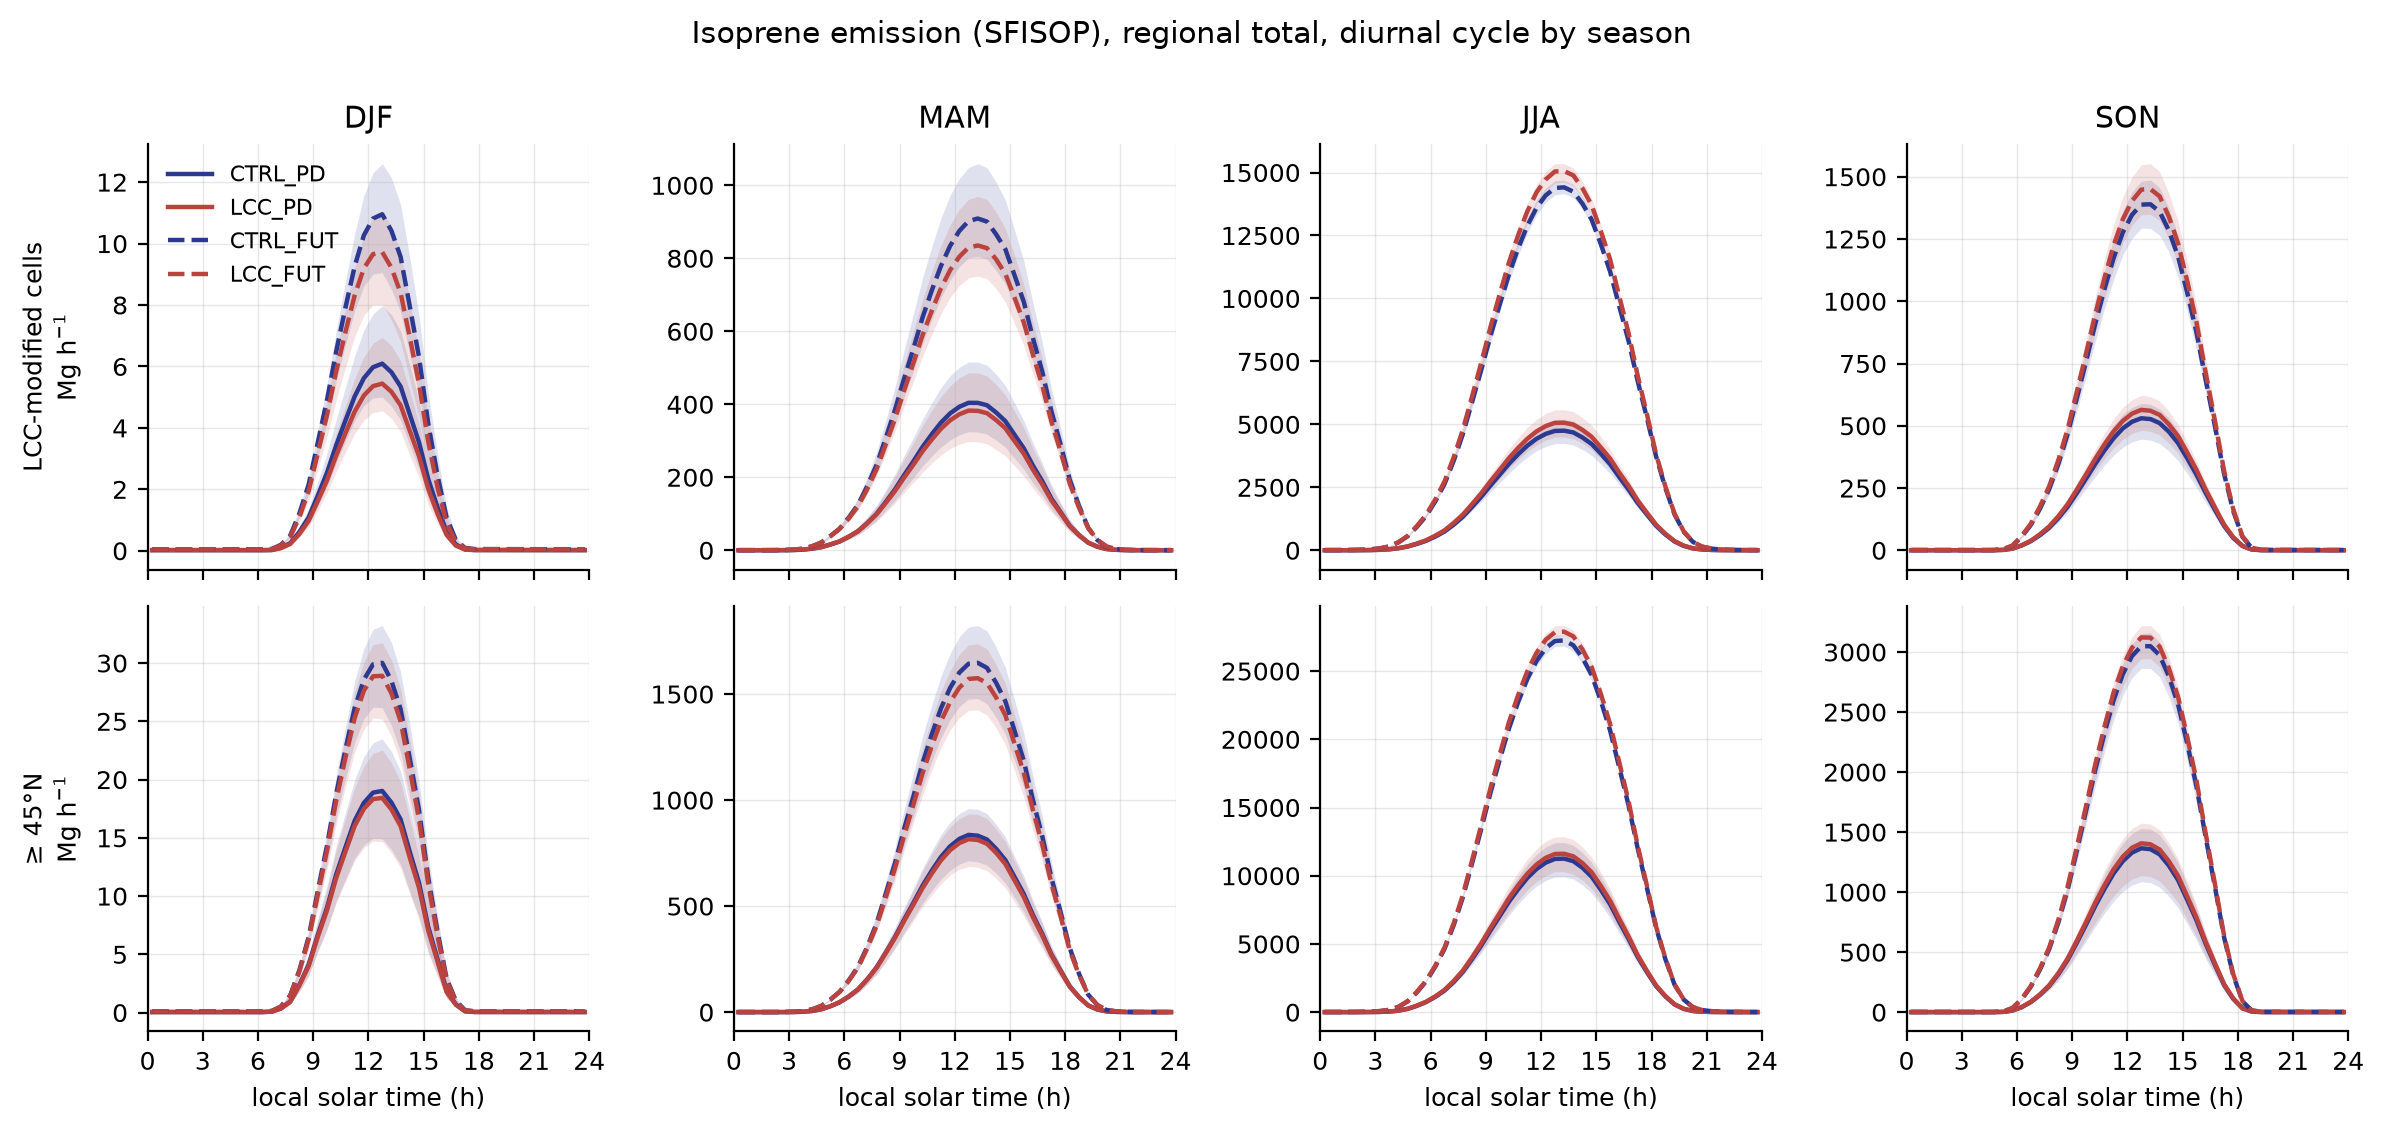 Isoprene emission (SFISOP), regional total, diurnal cycle by season
DJF
MAM
JJA
SON
LCC-modified cells
Mg h⁻¹
12
10
8
6
4
2
0
CTRL_PD
LCC_PD
CTRL_FUT
LCC_FUT
1000
800
600
400
200
0
15000
12500
10000
7500
5000
2500
0
1500
1250
1000
750
500
250
0
≥ 45°N
Mg h⁻¹
30
25
20
15
10
5
0
1500
1000
500
0
25000
20000
15000
10000
5000
0
3000
2500
2000
1500
1000
500
0
0 3 6 9 12 15 18 21 24
0 3 6 9 12 15 18 21 24
0 3 6 9 12 15 18 21 24
0 3 6 9 12 15 18 21 24
local solar time (h)
local solar time (h)
local solar time (h)
local solar time (h)